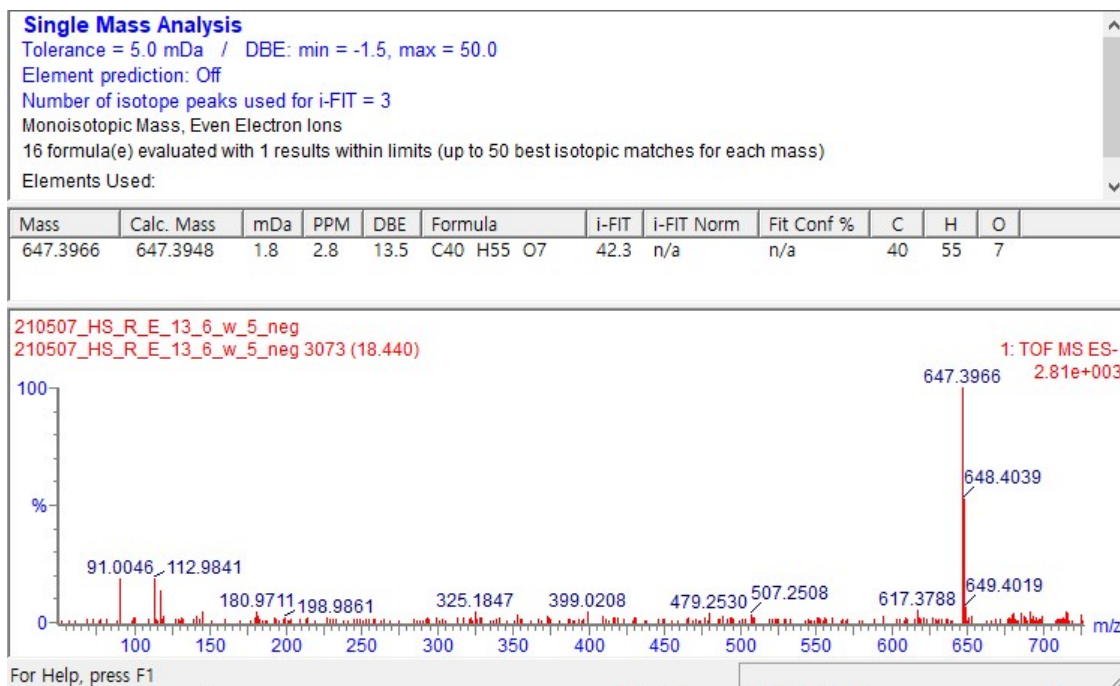 Single Mass Analysis
Tolerance = 5.0 mDa / DBE: min = -1.5, max = 50.0
Element prediction: Off
Number of isotope peaks used for i-FIT = 3
Monoisotopic Mass, Even Electron Ions
16 formula(e) evaluated with 1 results within limits (up to 50 best isotopic matches for each mass)
Elements Used:
Mass Calc. Mass mDa PPM DBE Formula i-FIT i-FIT Norm Fit Conf % C H O
647.3966 647.3948 1.8 2.8 13.5 C40 H55 O7 42.3 n/a n/a 40 55 7
210507_HS_R_E_13_6_w_5_neg
210507_HS_R_E_13_6_w_5_neg 3073 (18.440)
1: TOF MS ES-
2.81e+003
647.3966
100
648.4039
%
91.0046 112.9841
649.4019
180.9711 198.9861 325.1847 399.0208 479.2530 507.2508 617.3788
0
m/z
100 150 200 250 300 350 400 450 500 550 600 650 700
For Help, press F1